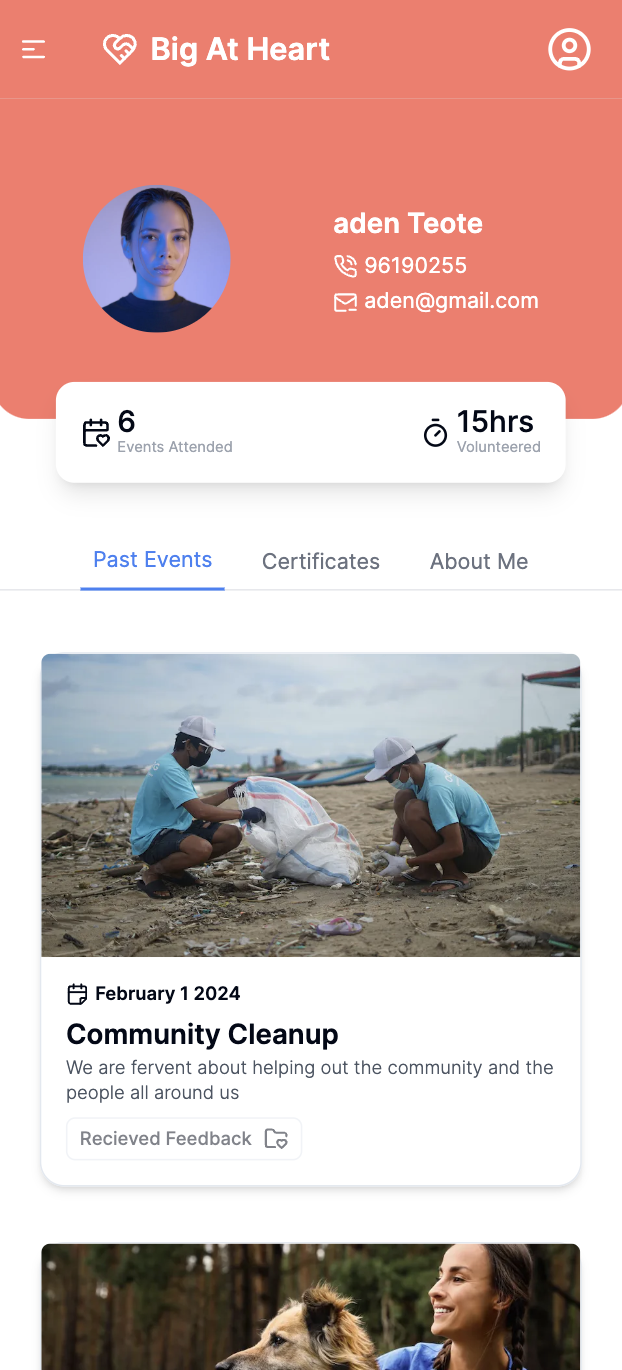 Big At Heart
aden Teote
96190255
aden@gmail.com
6
Events Attended
15hrs
Volunteered
Past Events
Certificates
About Me
February 1 2024
Community Cleanup
We are fervent about helping out the community and the
people all around us
Recieved Feedback